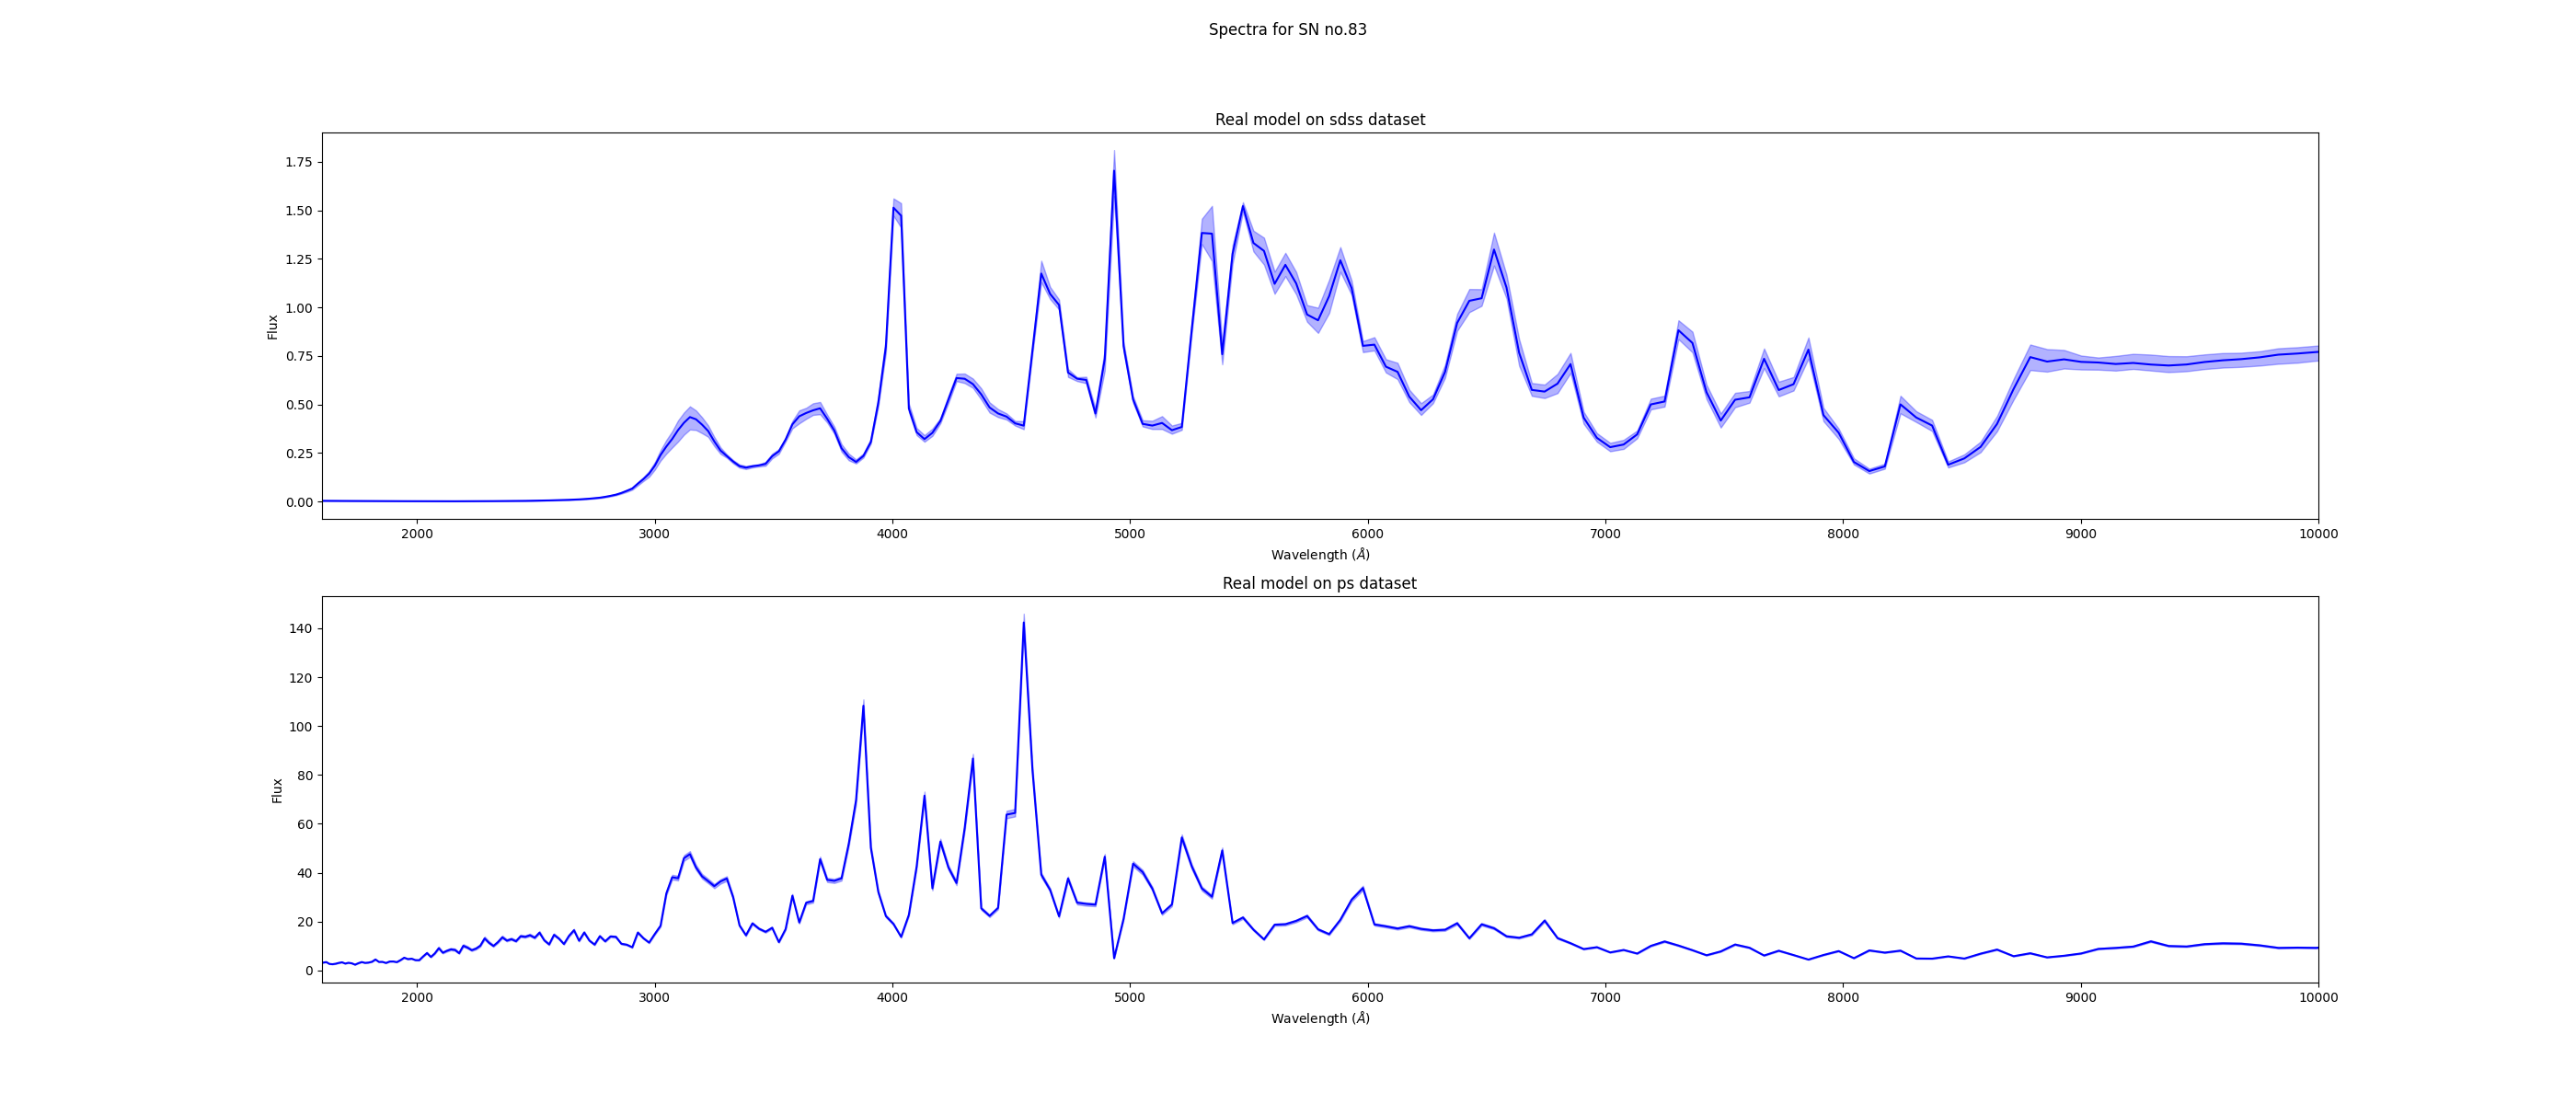 Spectra for SN no.83
Real model on sdss dataset
Flux
1.75
1.50
1.25
1.00
0.75
0.50
0.25
0.00
2000 3000 4000 5000 6000 7000 8000 9000 10000
Wavelength (Å)
Real model on ps dataset
Flux
140
120
100
80
60
40
20
0
2000 3000 4000 5000 6000 7000 8000 9000 10000
Wavelength (Å)